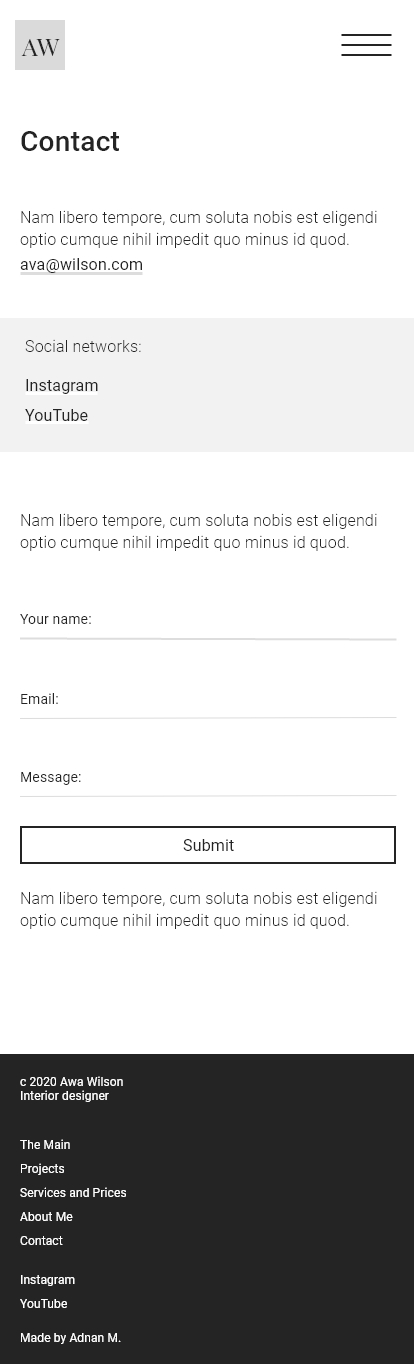 AW
Contact
Nam libero tempore, cum soluta nobis est eligendi
optio cumque nihil impedit quo minus id quod.
ava@wilson.com
Social networks:
Instagram
YouTube
Nam libero tempore, cum soluta nobis est eligendi
optio cumque nihil impedit quo minus id quod.
Your name:
Email:
Message:
Submit
Nam libero tempore, cum soluta nobis est eligendi
optio cumque nihil impedit quo minus id quod.
c 2020 Awa Wilson
Interior designer
The Main
Projects
Services and Prices
About Me
Contact
Instagram
YouTube
Made by Adnan M.